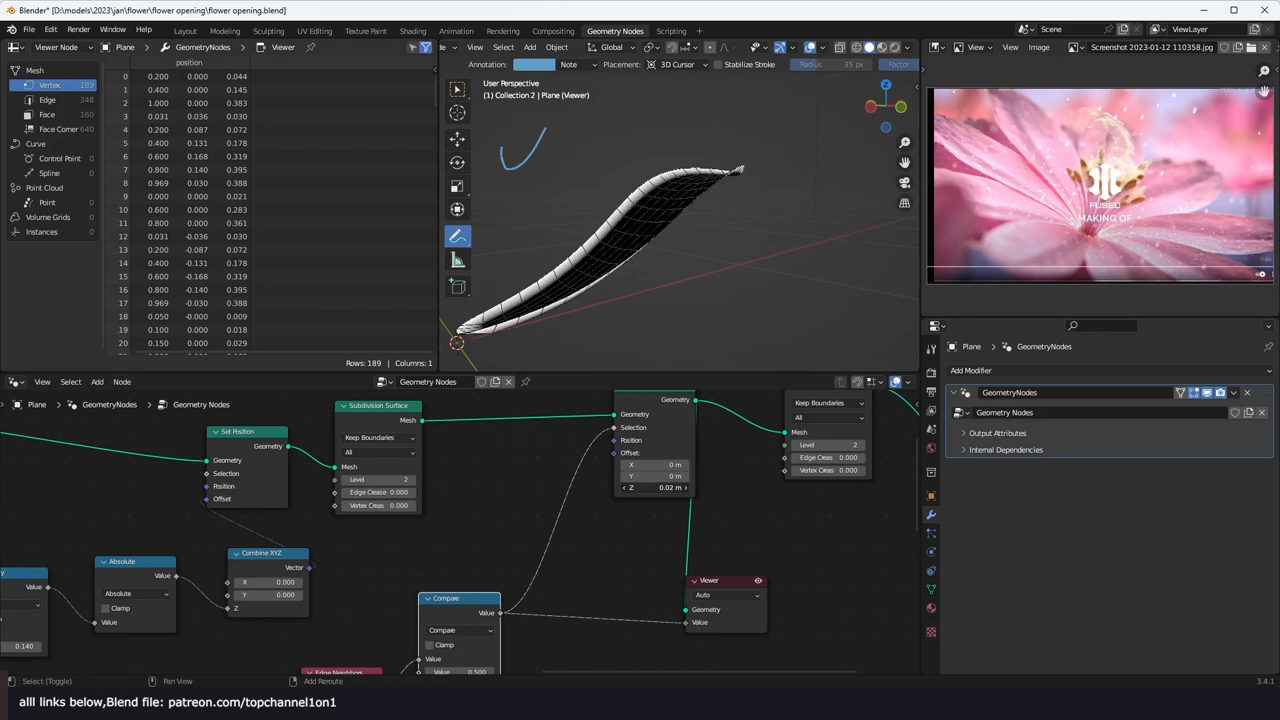 Blender* [D:\models\2023\jan\flower\flower opening\flower opening.blend]
File Edit Render Window Help Layout Modeling Sculpting UV Editing Texture Paint Shading Animation Rendering Compositing Geometry Nodes Scripting Scene ViewLayer
Viewer Node Plane GeometryNodes Viewer
View Select Add Object Global
View View Image Screenshot 2023-01-12 110358.jpg
Annotation: Note Placement: 3D Cursor Stabilize Stroke Radius 35 px Factor
position
Mesh
Vertex 189
Edge 348
Face 160
Face Corner 640
Curve
Control Point 0
Spline 0
Point Cloud
Point 0
Volume Grids 0
Instances 0
0 0.200 0.000 0.044
1 0.400 0.000 0.145
2 1.000 0.000 0.383
3 0.031 0.036 0.030
4 0.200 0.087 0.072
5 0.400 0.131 0.178
6 0.600 0.168 0.319
7 0.800 0.140 0.395
8 0.969 0.030 0.388
9 0.000 0.000 0.021
10 0.600 0.000 0.283
11 0.800 0.000 0.361
12 0.031 -0.036 0.030
13 0.200 -0.087 0.072
14 0.400 -0.131 0.178
15 0.600 -0.168 0.319
16 0.800 -0.140 0.395
17 0.969 -0.030 0.388
18 0.050 -0.000 0.009
19 0.100 0.000 0.018
20 0.150 0.000 0.029
Rows: 189 | Columns: 1
User Perspective
(1) Collection 2 | Plane (Viewer)
Z
FUSED
MAKING OF
View Select Add Node Geometry Nodes
Plane GeometryNodes Geometry Nodes
Set Position
Geometry
Geometry
Selection
Position
Offset
Subdivision Surface
Mesh
Keep Boundaries
All
Mesh
Level 2
Edge Crease 0.000
Vertex Creas 0.000
Geometry
Geometry
Selection
Position
Offset:
X 0 m
Y 0 m
Z 0.02 m
Keep Boundaries
All
Mesh
Level 2
Edge Creas 0.000
Vertex Creas 0.000
y
Value
0.140
Absolute
Value
Absolute
Clamp
Value
Combine XYZ
Vector
X 0.000
Y 0.000
Z
Compare
Value
Compare
Clamp
Value
Value 0.500
Edge Neighbors
Viewer
Auto
Geometry
Value
Plane GeometryNodes
Add Modifier
GeometryNodes
Geometry Nodes
Output Attributes
Internal Dependencies
Select (Toggle) Pan View Add Reroute 3.4.1
alll links below,Blend file: patreon.com/topchannel1on1